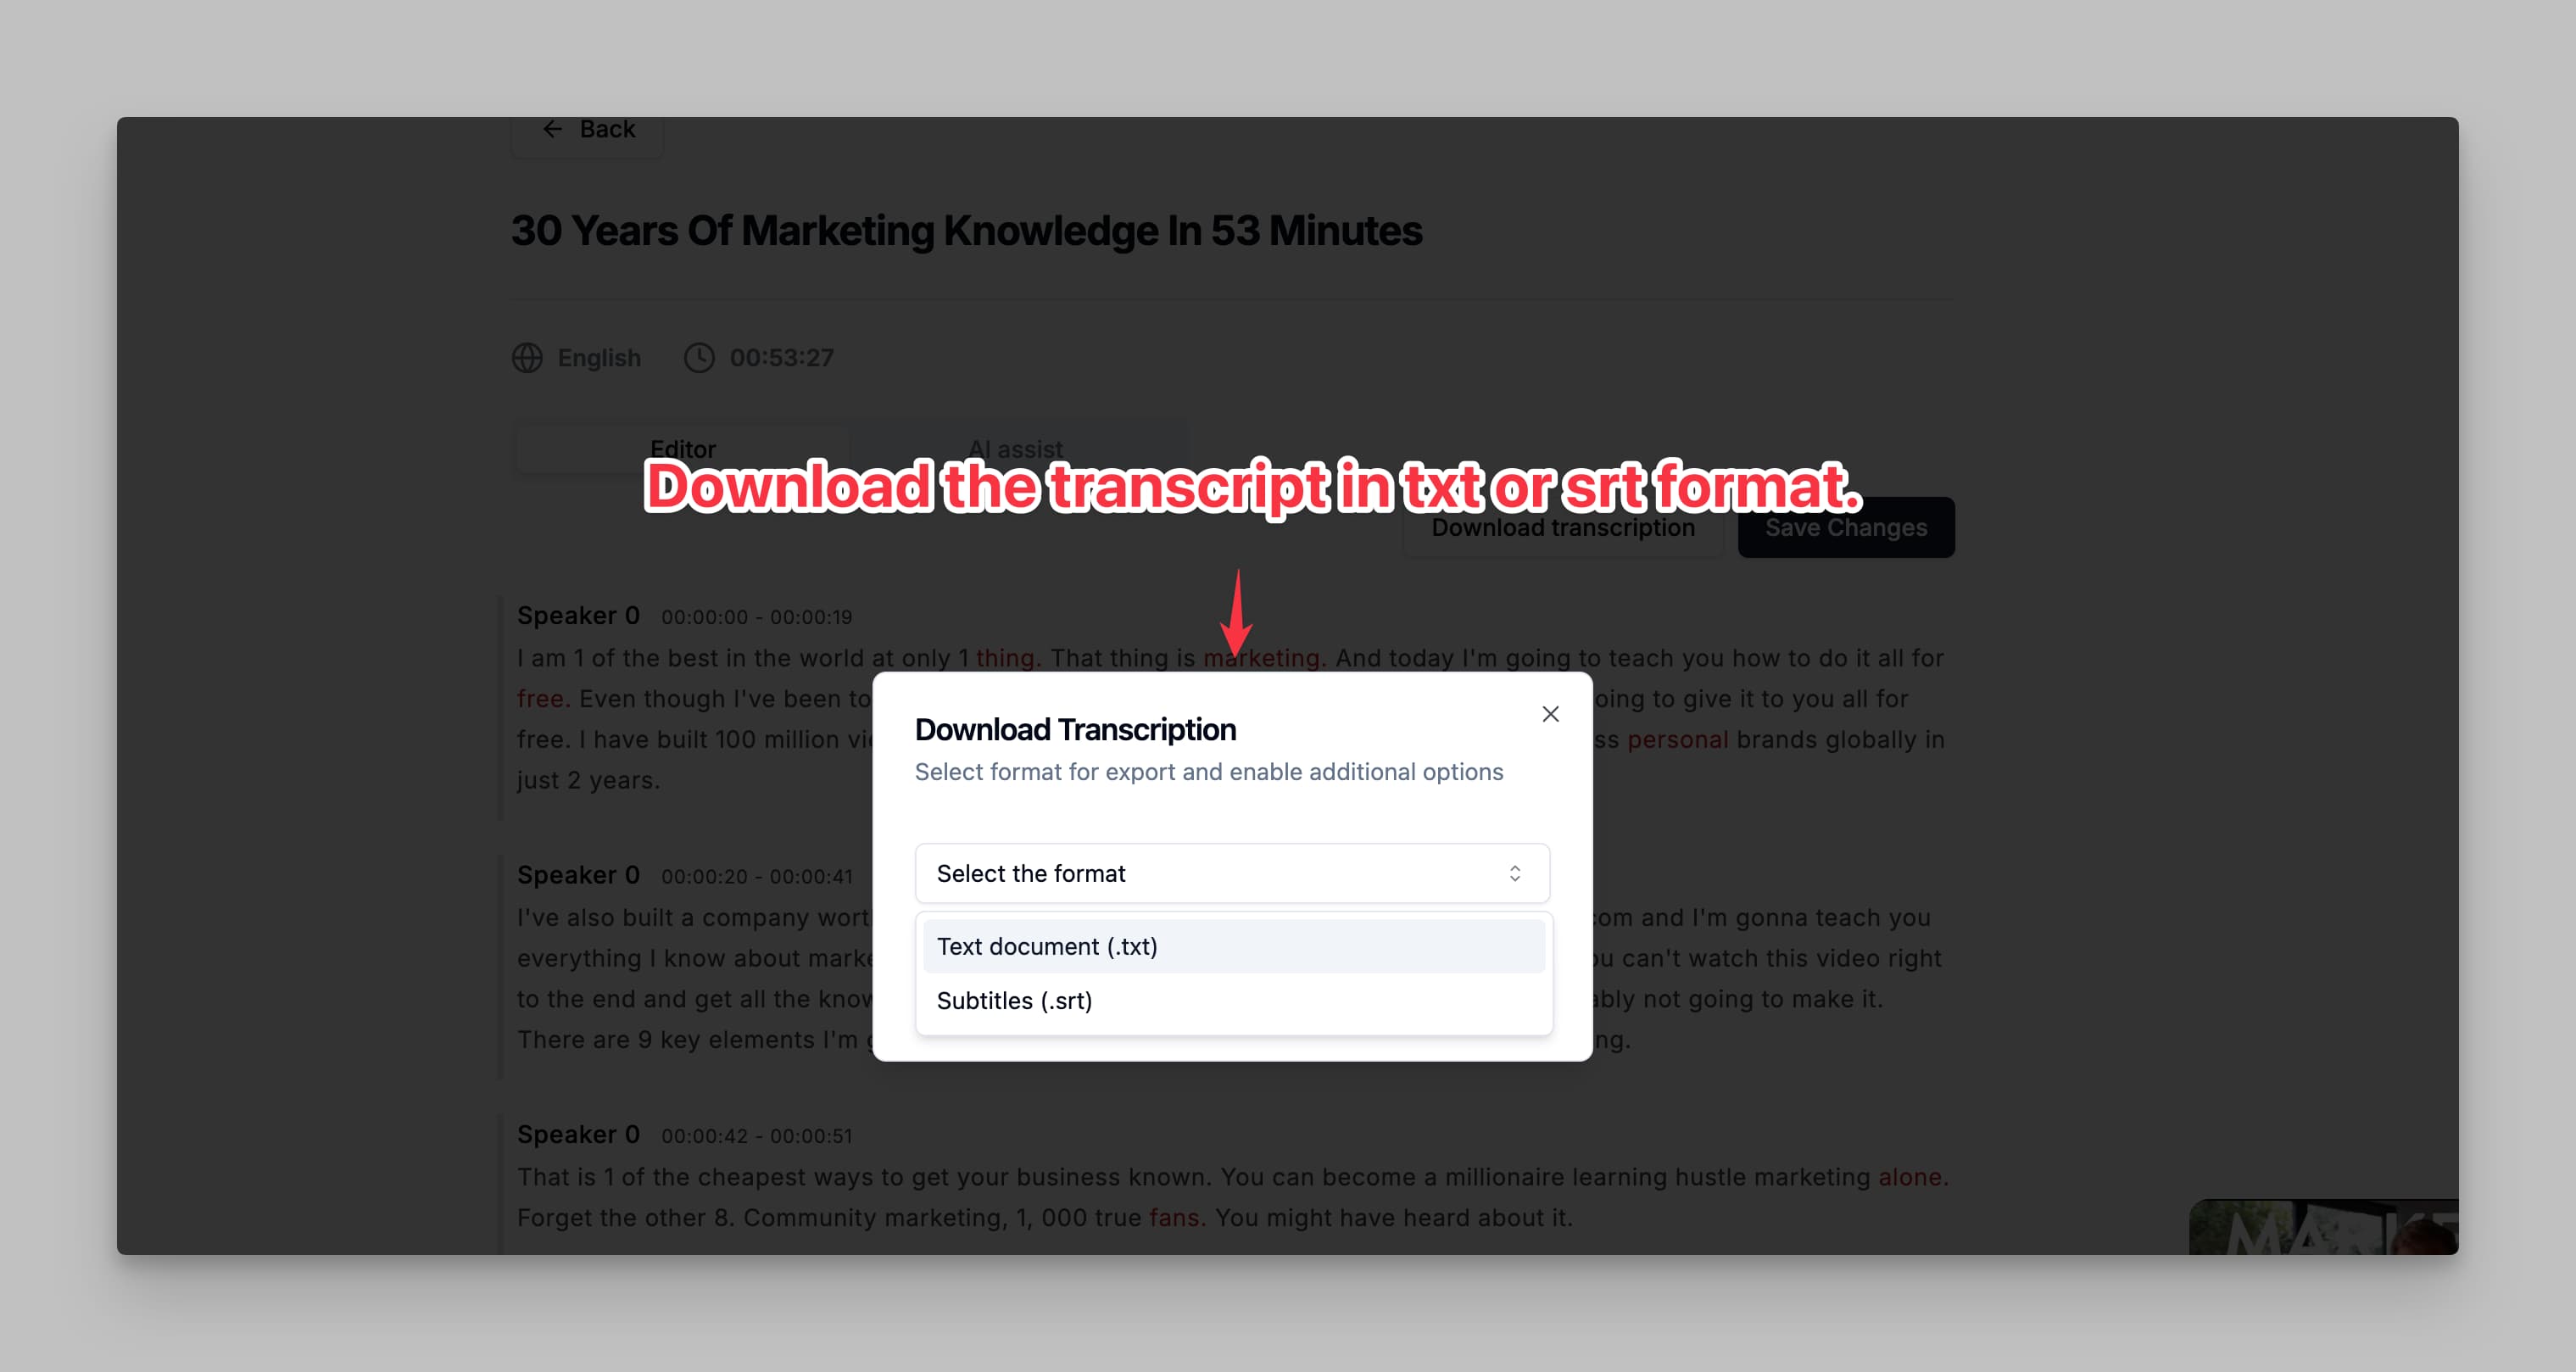 Back
30 Years Of Marketing Knowledge In 53 Minutes
English 00:53:27
Editor AI assist
Download the transcript in txt or srt format.
Download transcription Save Changes
Speaker 0 00:00:00 - 00:00:19
I am 1 of the best in the world at only 1 thing. That thing is marketing. And today I'm going to teach you how to do it all for
free. Even though I've been to oing to give it to you all for
free. I have built 100 million vi ss personal brands globally in
just 2 years.
Download Transcription
Select format for export and enable additional options
Select the format
Text document (.txt)
Subtitles (.srt)
Speaker 0 00:00:20 - 00:00:41
I've also built a company wort com and I'm gonna teach you
everything I know about marke ou can't watch this video right
to the end and get all the know ably not going to make it.
There are 9 key elements I'm g ng.
Speaker 0 00:00:42 - 00:00:51
That is 1 of the cheapest ways to get your business known. You can become a millionaire learning hustle marketing alone.
Forget the other 8. Community marketing, 1, 000 true fans. You might have heard about it.